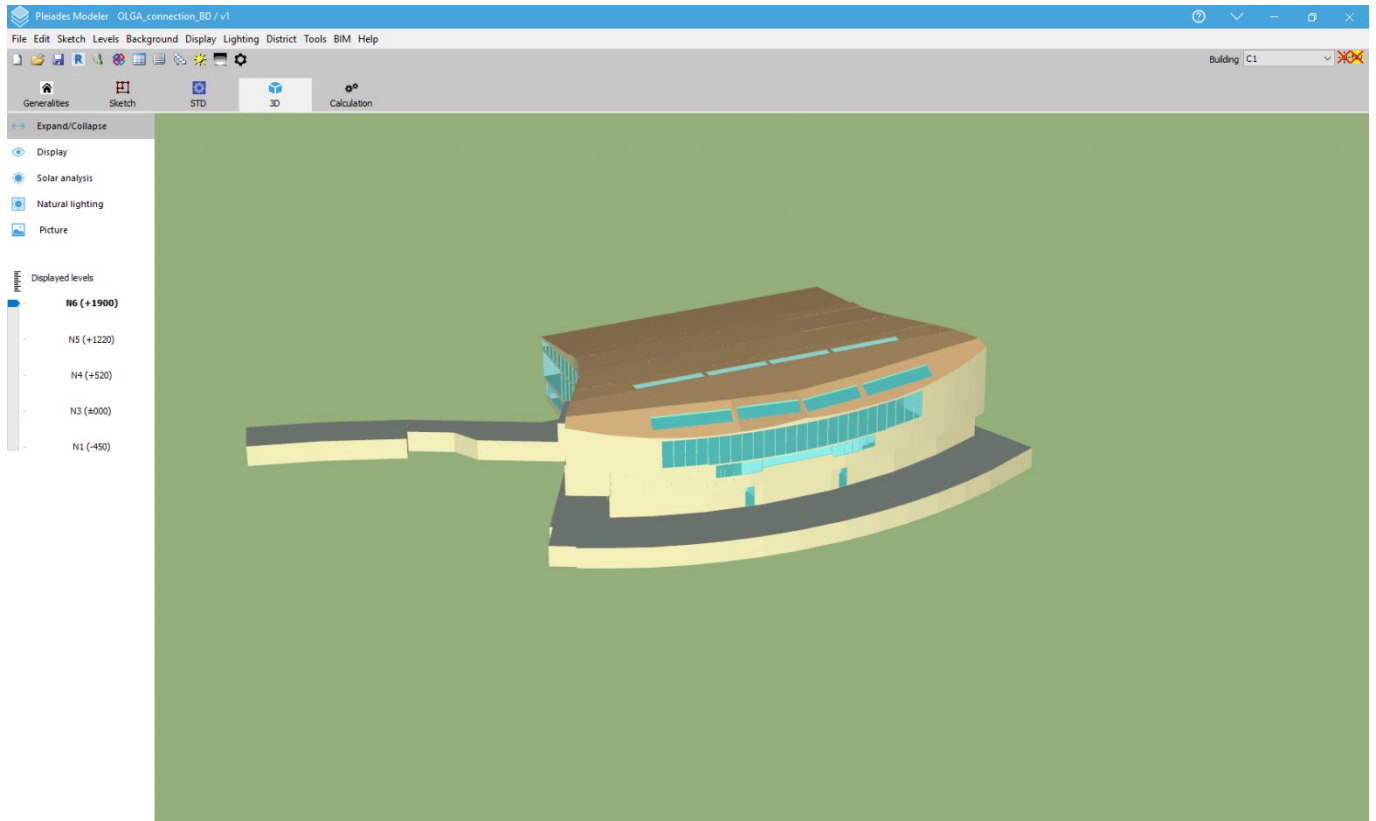 Pleiades Modeler OLGA_connection_BD / v1
File Edit Sketch Levels Background Display Lighting District Tools BIM Help
R
Building C1
Generalities Sketch STD 3D Calculation
Expand/Collapse
Display
Solar analysis
Natural lighting
Picture
Displayed levels
N6 (+1900)
N5 (+1220)
N4 (+520)
N3 (±000)
N1 (-450)